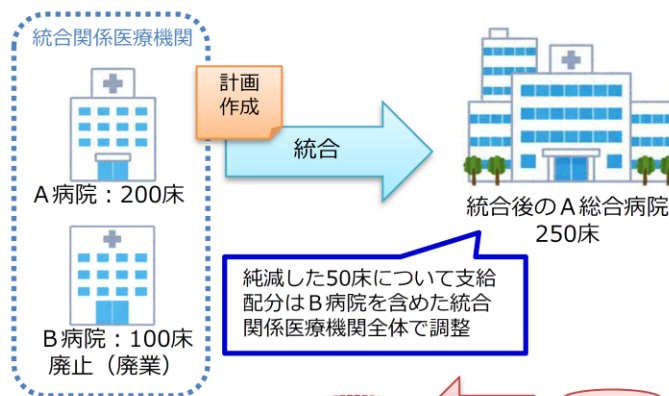 統合関係医療機関
計画
作成
統合
A病院：200床
B病院：100床
廃止（廃業）
統合後のA総合病院
250床
純減した50床について支給
配分はB病院を含めた統合
関係医療機関全体で調整